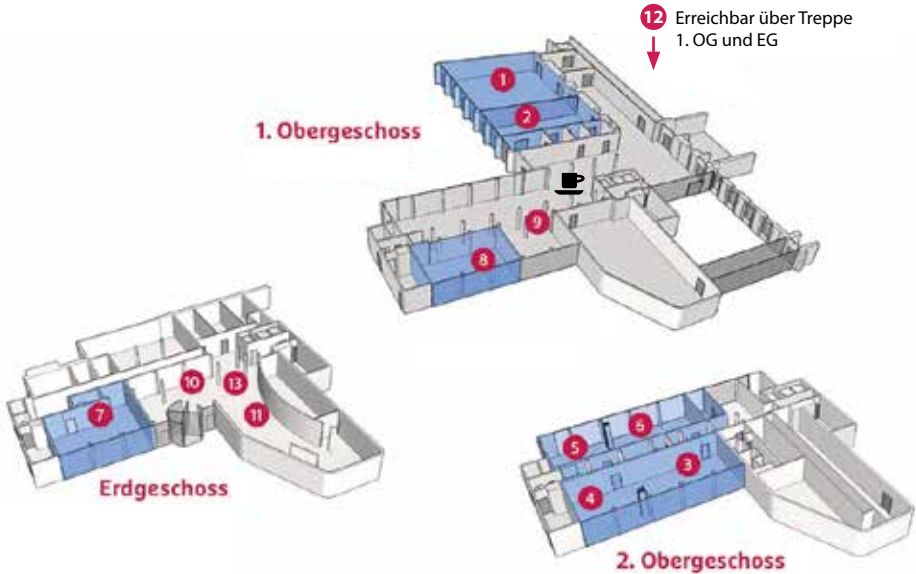 12 Erreichbar über Treppe
1. OG und EG
1
2
1. Obergeschoss
9
8
10
13
7
11
Erdgeschoss
6
5
3
4
2. Obergeschoss